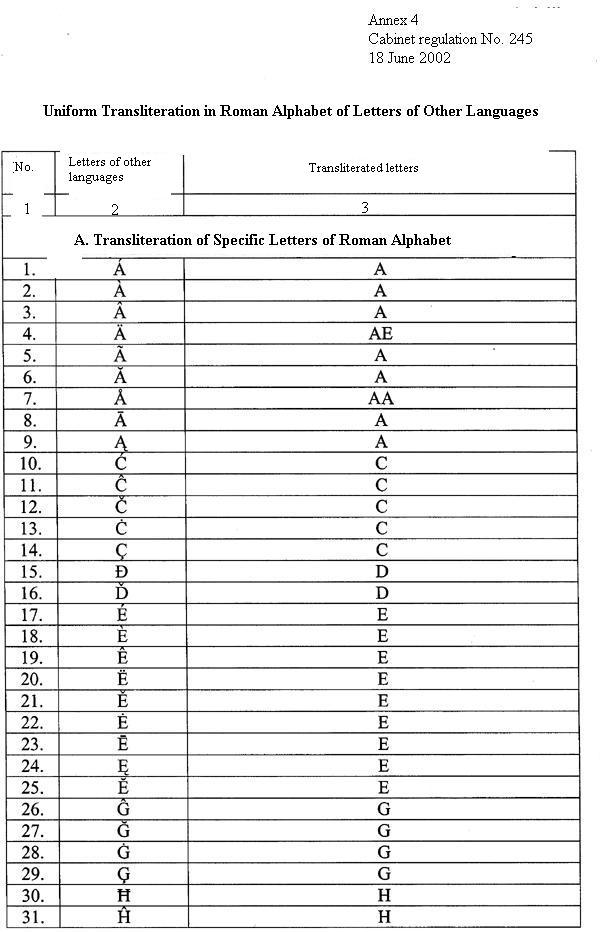 Annex 4
Cabinet regulation No. 245
18 June 2002
Uniform Transliteration in Roman Alphabet of Letters of Other Languages
No. Letters of other languages Transliterated letters
1 2 3
A. Transliteration of Specific Letters of Roman Alphabet
1. Á A
2. À A
3. Â A
4. Ä AE
5. Ã A
6. Ă A
7. Å AA
8. Ā A
9. Ą A
10. Ć C
11. Ĉ C
12. Č C
13. Ċ C
14. Ç C
15. Đ D
16. Ď D
17. É E
18. È E
19. Ê E
20. Ë E
21. Ě E
22. Ė E
23. Ē E
24. Ę E
25. Ĕ E
26. Ĝ G
27. Ğ G
28. Ġ G
29. Ģ G
30. Ħ H
31. Ĥ H